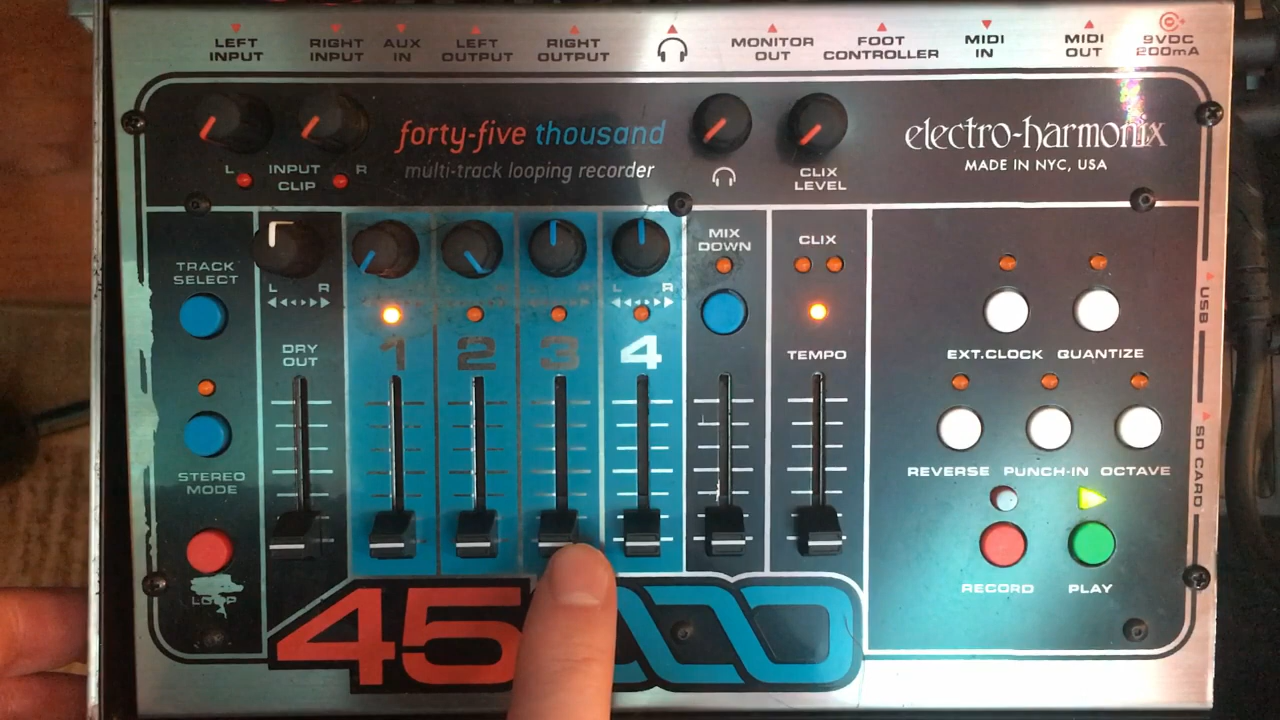 LEFT INPUT
RIGHT INPUT
AUX IN
LEFT OUTPUT
RIGHT OUTPUT
MONITOR OUT
FOOT CONTROLLER
MIDI IN
MIDI OUT
9VDC 200mA
forty-five thousand
multi-track looping recorder
electro-harmonix
MADE IN NYC, USA
L INPUT CLIP R
CLIX LEVEL
TRACK SELECT
L R
L R
MIX DOWN
CLIX
DRY OUT
1 2 3 4
TEMPO
EXT.CLOCK QUANTIZE
USB
REVERSE PUNCH-IN OCTAVE
STEREO MODE
SD CARD
LOOP
RECORD PLAY
45000